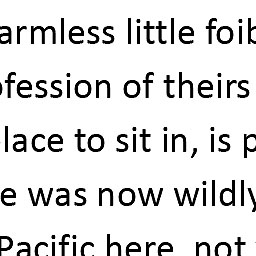 armless little foib
ofession of theirs
lace to sit in, is p
e was now wildly
Pacific here, not